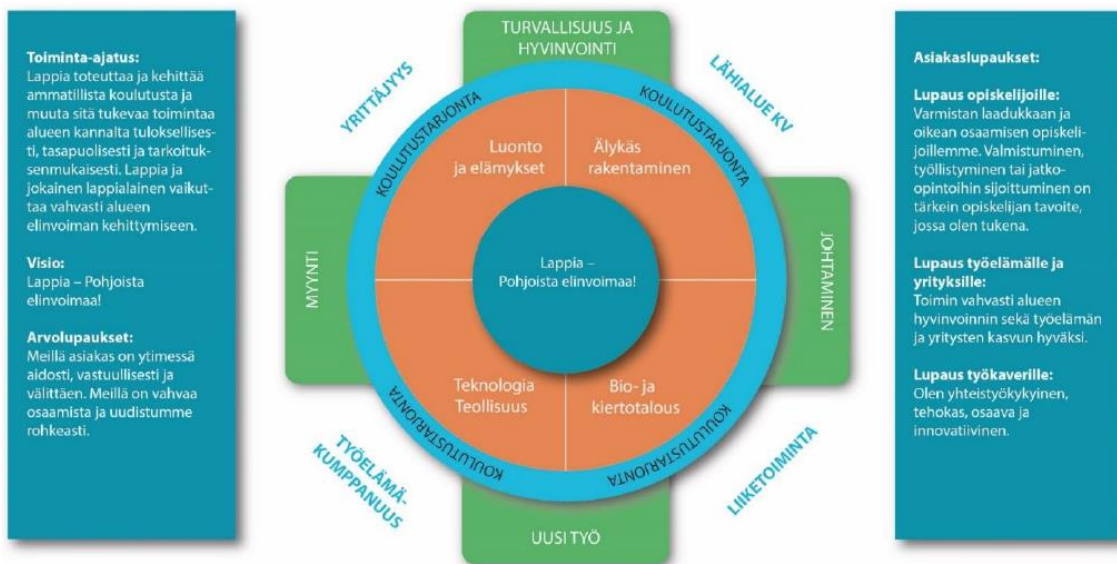 Toiminta-ajatus:
Lappia toteuttaa ja kehittää
ammatillista koulutusta ja
muuta sitä tukevaa toimintaa
alueen kannalta tuloksellises-
ti, tasapuolisesti ja tarkoituk-
senmukaisesti. Lappia ja
jokainen lappialainen vaikut-
taa vahvasti alueen
elinvoiman kehittymiseen.
Visio:
Lappia – Pohjoista
elinvoimaa!
Arvolupaukset:
Meillä asiakas on ytimessä
aidosti, vastuullisesti ja
välittäen. Meillä on vahvaa
osaamista ja uudistumme
rohkeasti.
TURVALLISUUS JA
HYVINVOINTI
YRITTÄJYYS
LÄHIALUE KV
KOULUTUSTARJONTA
KOULUTUSTARJONTA
Luonto
ja elämykset
Älykäs
rakentaminen
MYYNTI
Lappia –
Pohjoista elinvoimaa!
JOHTAMINEN
Teknologia
Teollisuus
Bio- ja
kiertotalous
KOULUTUSTARJONTA
KOULUTUSTARJONTA
TYÖELÄMÄ-
KUMPPANUUS
LIIKETOIMINTA
UUSI TYÖ
Asiakaslupaukset:
Lupaus opiskelijoille:
Varmistan laadukkaan ja
oikean osaamisen opiskeli-
joillemme. Valmistuminen,
työllistyminen tai jatko-
opintoihin sijoittuminen on
tärkein opiskelijan tavoite,
jossa olen tukena.
Lupaus työelämälle ja
yrityksille:
Toimin vahvasti alueen
hyvinvoinnin sekä työelämän
ja yritysten kasvun hyväksi.
Lupaus työkaverille:
Olen yhteistyökykyinen,
tehokas, osaava ja
innovatiivinen.